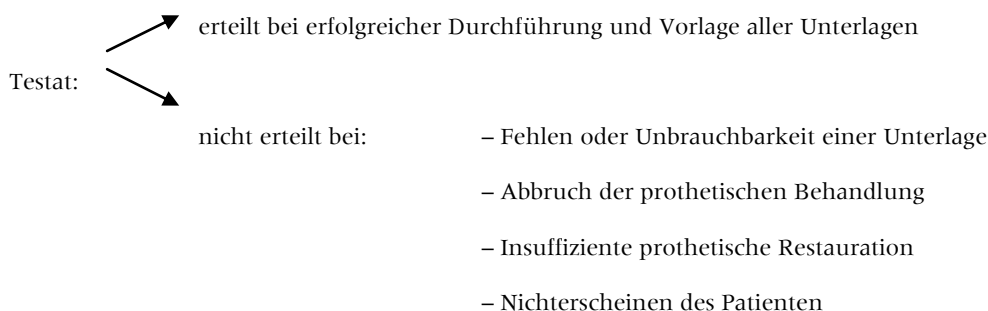 erteilt bei erfolgreicher Durchführung und Vorlage aller Unterlagen
Testat:
nicht erteilt bei: – Fehlen oder Unbrauchbarkeit einer Unterlage
– Abbruch der prothetischen Behandlung
– Insuffiziente prothetische Restauration
– Nichterscheinen des Patienten